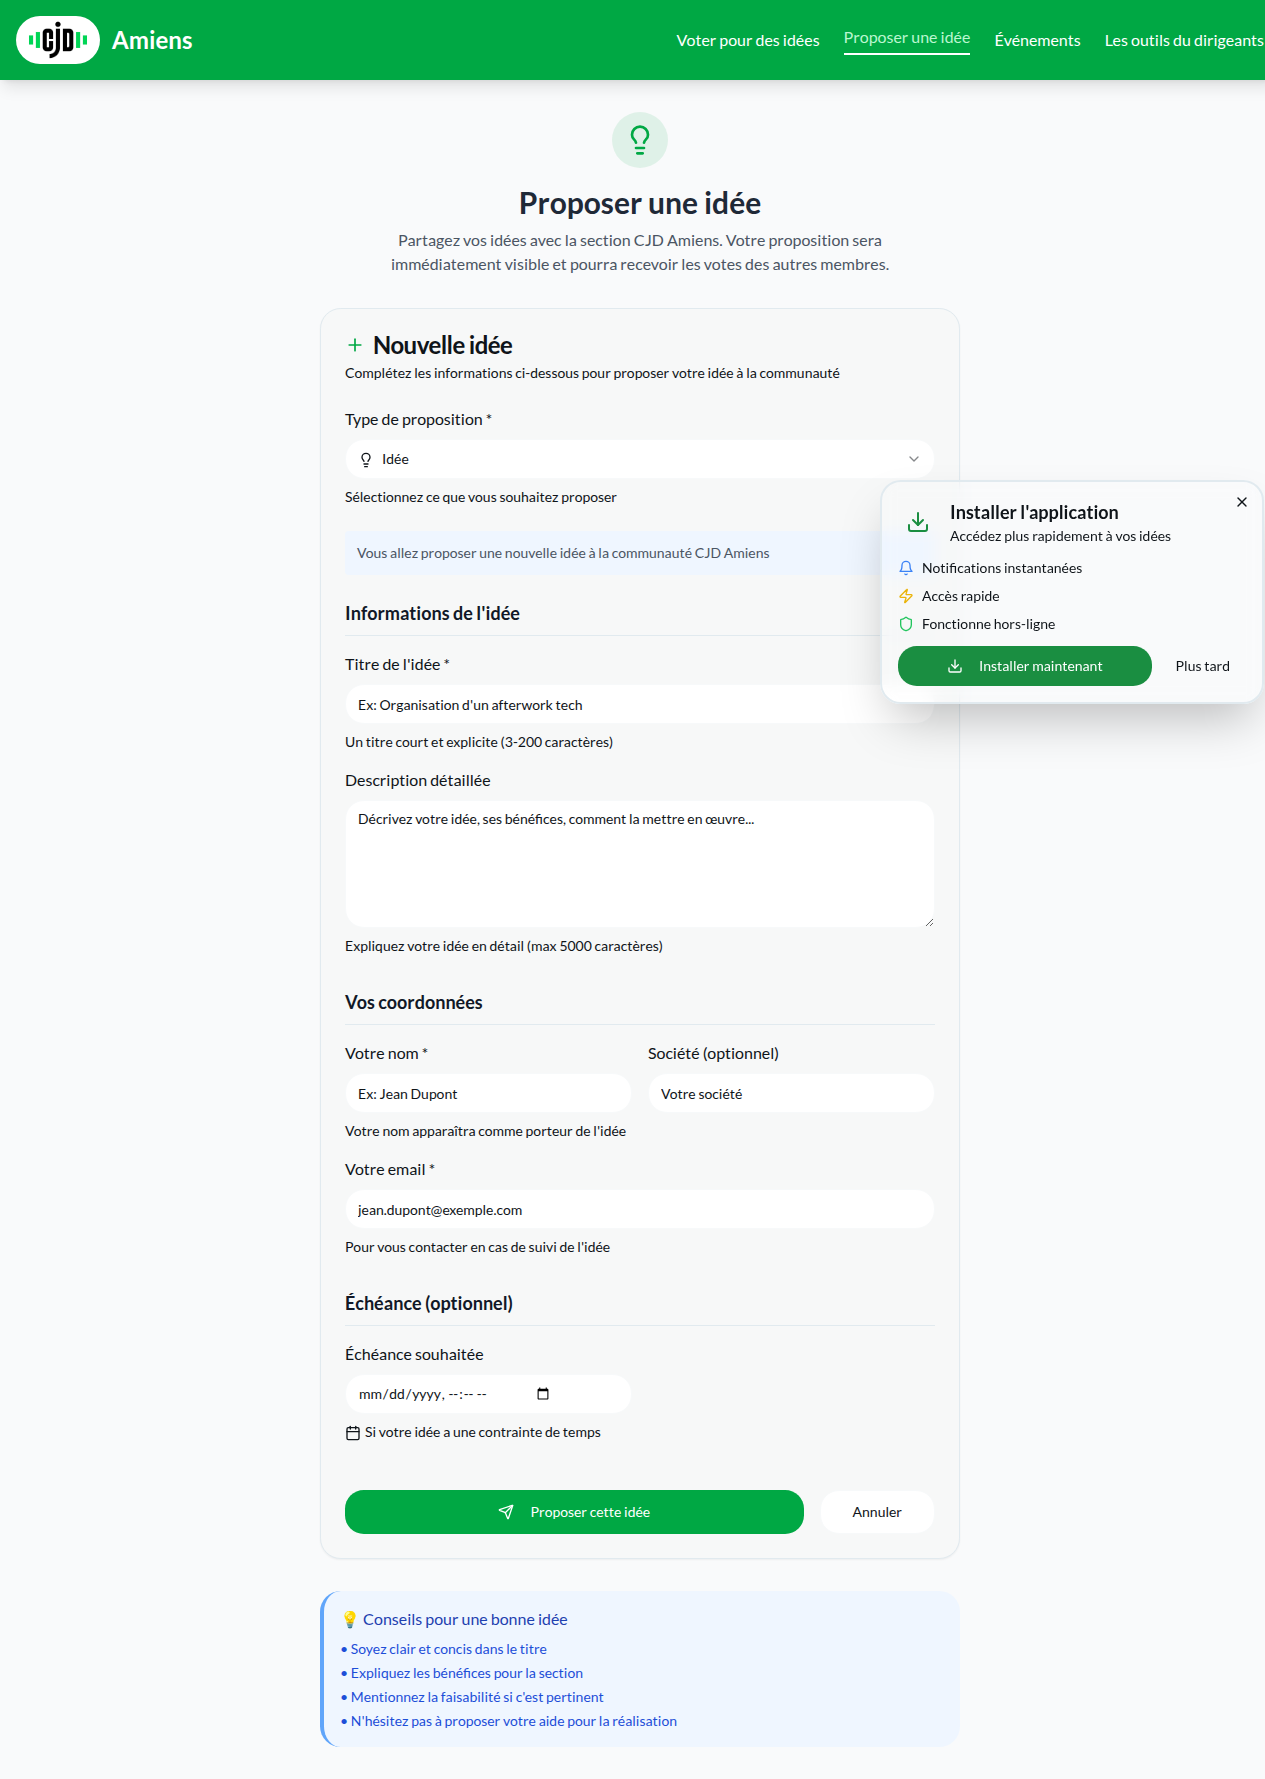 CJD
Amiens
Voter pour des idées
Proposer une idée
Événements
Les outils du dirigeants
Proposer une idée
Partagez vos idées avec la section CJD Amiens. Votre proposition sera
immédiatement visible et pourra recevoir les votes des autres membres.
Nouvelle idée
Complétez les informations ci-dessous pour proposer votre idée à la communauté
Type de proposition *
Idée
Sélectionnez ce que vous souhaitez proposer
Vous allez proposer une nouvelle idée à la communauté CJD Amiens
Installer l'application
Accédez plus rapidement à vos idées
Notifications instantanées
Accès rapide
Fonctionne hors-ligne
Installer maintenant
Plus tard
Informations de l'idée
Titre de l'idée *
Ex: Organisation d'un afterwork tech
Un titre court et explicite (3-200 caractères)
Description détaillée
Décrivez votre idée, ses bénéfices, comment la mettre en œuvre...
Expliquez votre idée en détail (max 5000 caractères)
Vos coordonnées
Votre nom *
Société (optionnel)
Ex: Jean Dupont
Votre société
Votre nom apparaîtra comme porteur de l'idée
Votre email *
jean.dupont@exemple.com
Pour vous contacter en cas de suivi de l'idée
Échéance (optionnel)
Échéance souhaitée
mm/dd/yyyy, --:-- --
Si votre idée a une contrainte de temps
Proposer cette idée
Annuler
💡 Conseils pour une bonne idée
• Soyez clair et concis dans le titre
• Expliquez les bénéfices pour la section
• Mentionnez la faisabilité si c'est pertinent
• N'hésitez pas à proposer votre aide pour la réalisation